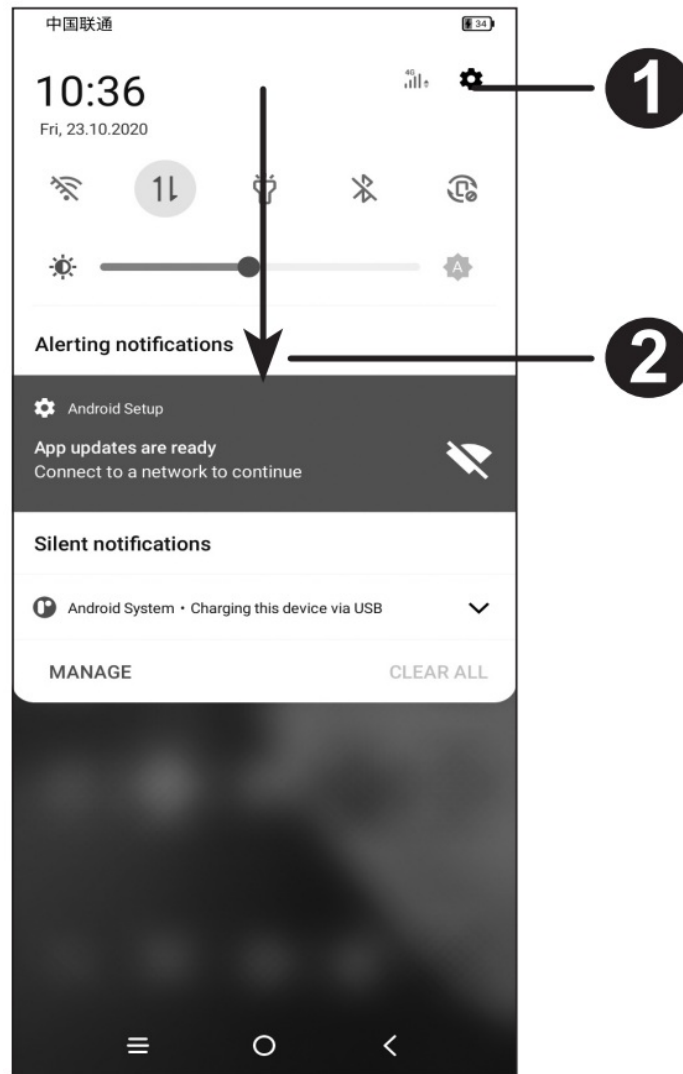 中国联通
34
10:36
4G
Fri, 23.10.2020
A
Alerting notifications
Android Setup
App updates are ready
Connect to a network to continue
Silent notifications
Android System • Charging this device via USB
MANAGE CLEAR ALL
1
2